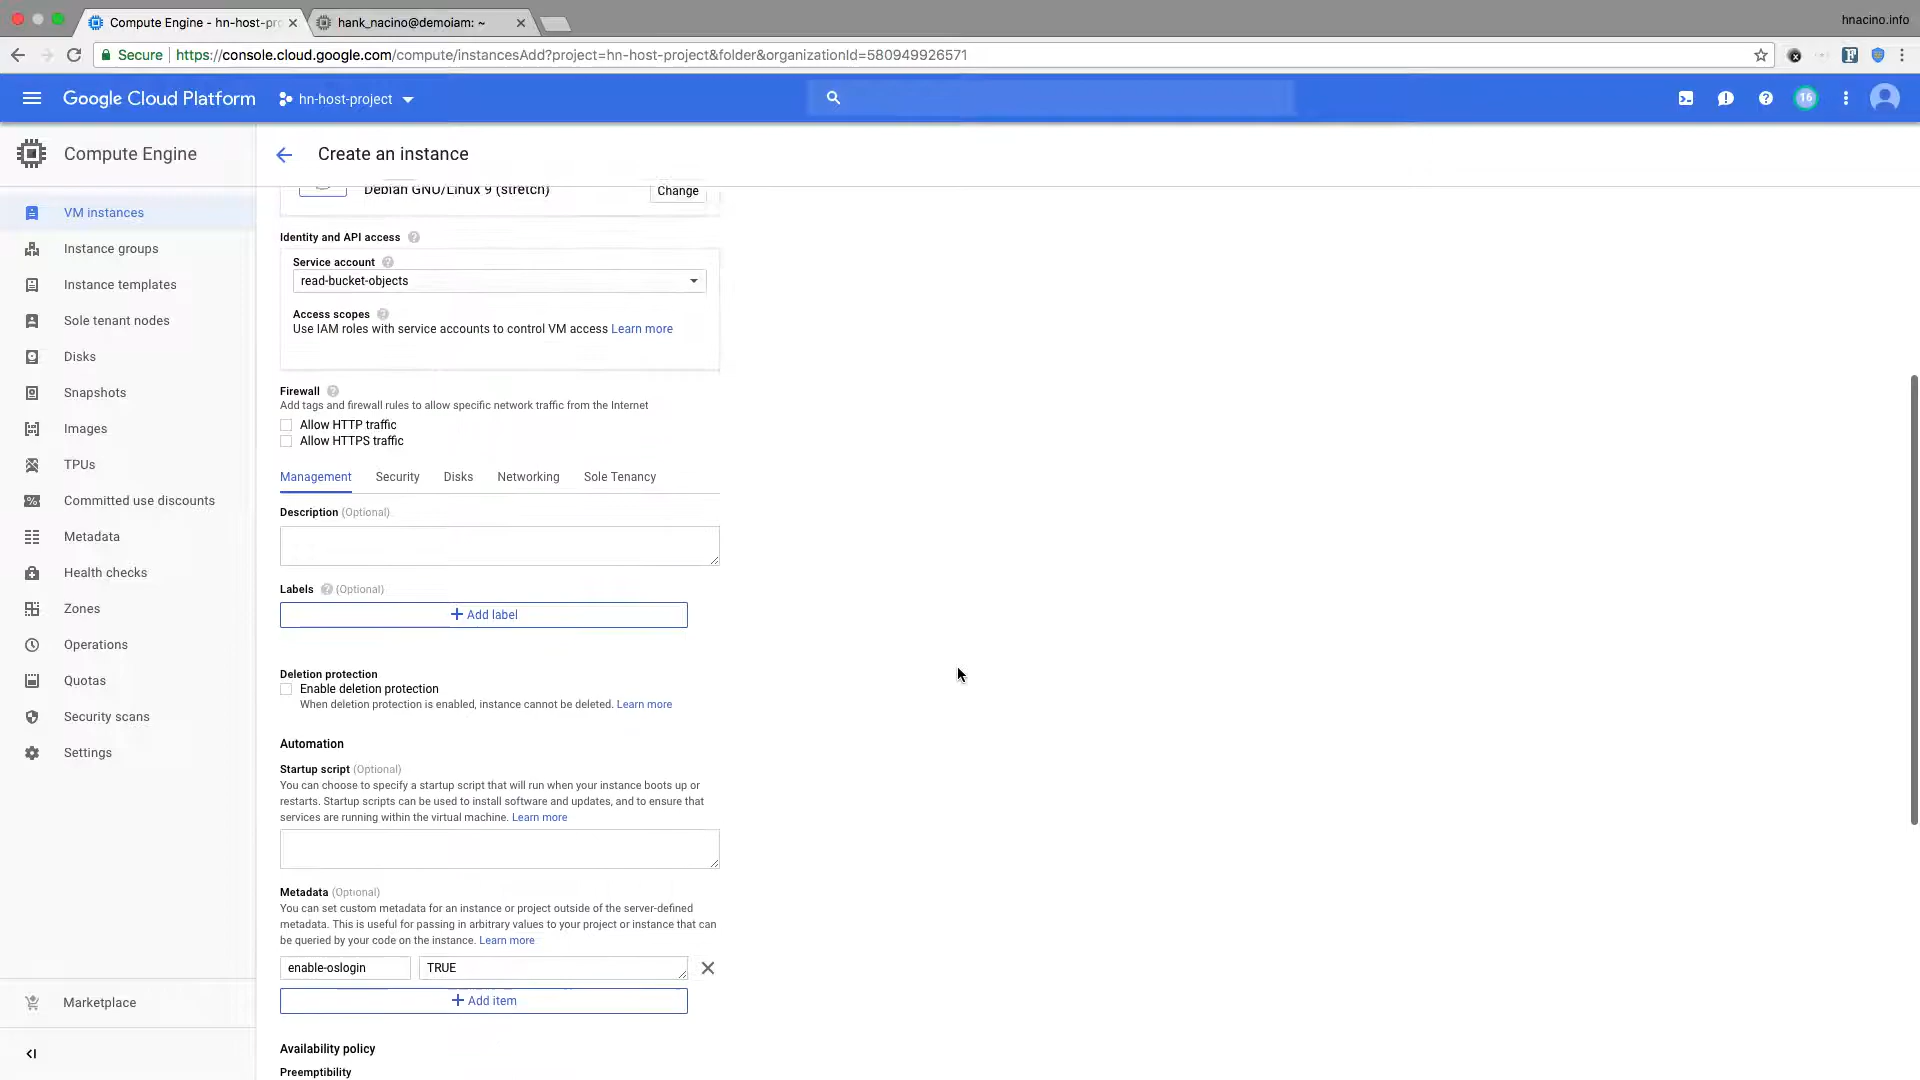 Compute Engine - hn-host-pro
hank_nacino@demoiam: ~
hnacino.info
Secure
https://console.cloud.google.com/compute/instancesAdd?project=hn-host-project&folder&organizationId=580949926571
Google Cloud Platform
hn-host-project
16
Compute Engine
Create an instance
VM instances
Instance groups
Instance templates
Sole tenant nodes
Disks
Snapshots
Images
TPUs
Committed use discounts
Metadata
Health checks
Zones
Operations
Quotas
Security scans
Settings
Marketplace
Debian GNU/Linux 9 (stretch)
Change
Identity and API access
Service account
read-bucket-objects
Access scopes
Use IAM roles with service accounts to control VM access Learn more
Firewall
Add tags and firewall rules to allow specific network traffic from the Internet
Allow HTTP traffic
Allow HTTPS traffic
Management Security Disks Networking Sole Tenancy
Description (Optional)
Labels (Optional)
Add label
Deletion protection
Enable deletion protection
When deletion protection is enabled, instance cannot be deleted. Learn more
Automation
Startup script (Optional)
You can choose to specify a startup script that will run when your instance boots up or
restarts. Startup scripts can be used to install software and updates, and to ensure that
services are running within the virtual machine. Learn more
Metadata (Optional)
You can set custom metadata for an instance or project outside of the server-defined
metadata. This is useful for passing in arbitrary values to your project or instance that can
be queried by your code on the instance. Learn more
enable-oslogin TRUE
Add item
Availability policy
Preemptibility